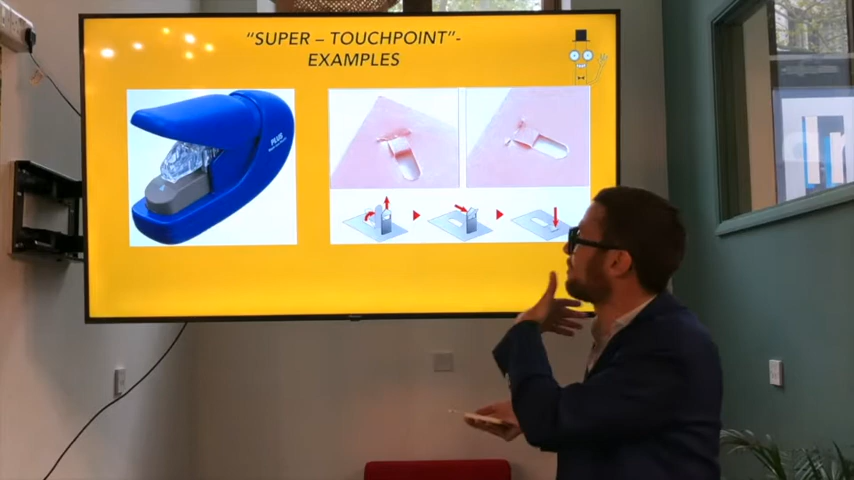 “SUPER – TOUCHPOINT”-
EXAMPLES
PLUS